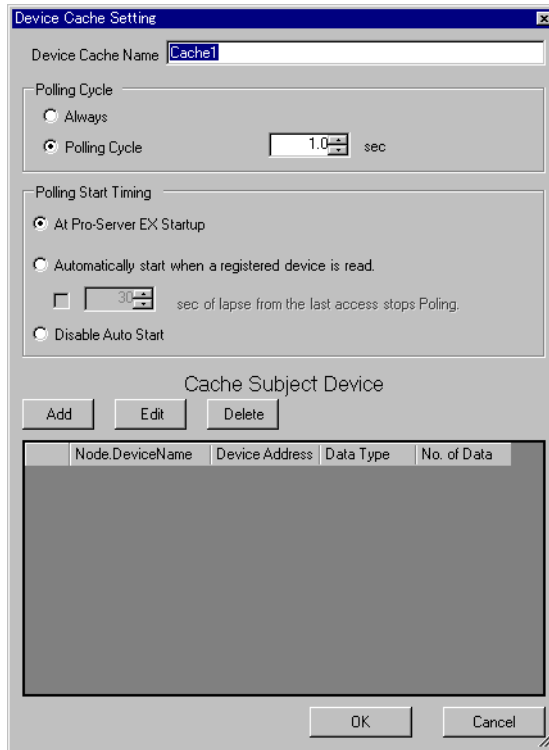 Device Cache Setting
Device Cache Name Cache1
Polling Cycle
Always
Polling Cycle 1.0 sec
Polling Start Timing
At Pro-Server EX Startup
Automatically start when a registered device is read.
30 sec of lapse from the last access stops Poling.
Disable Auto Start
Cache Subject Device
Add Edit Delete
Node.DeviceName Device Address Data Type No. of Data
OK Cancel